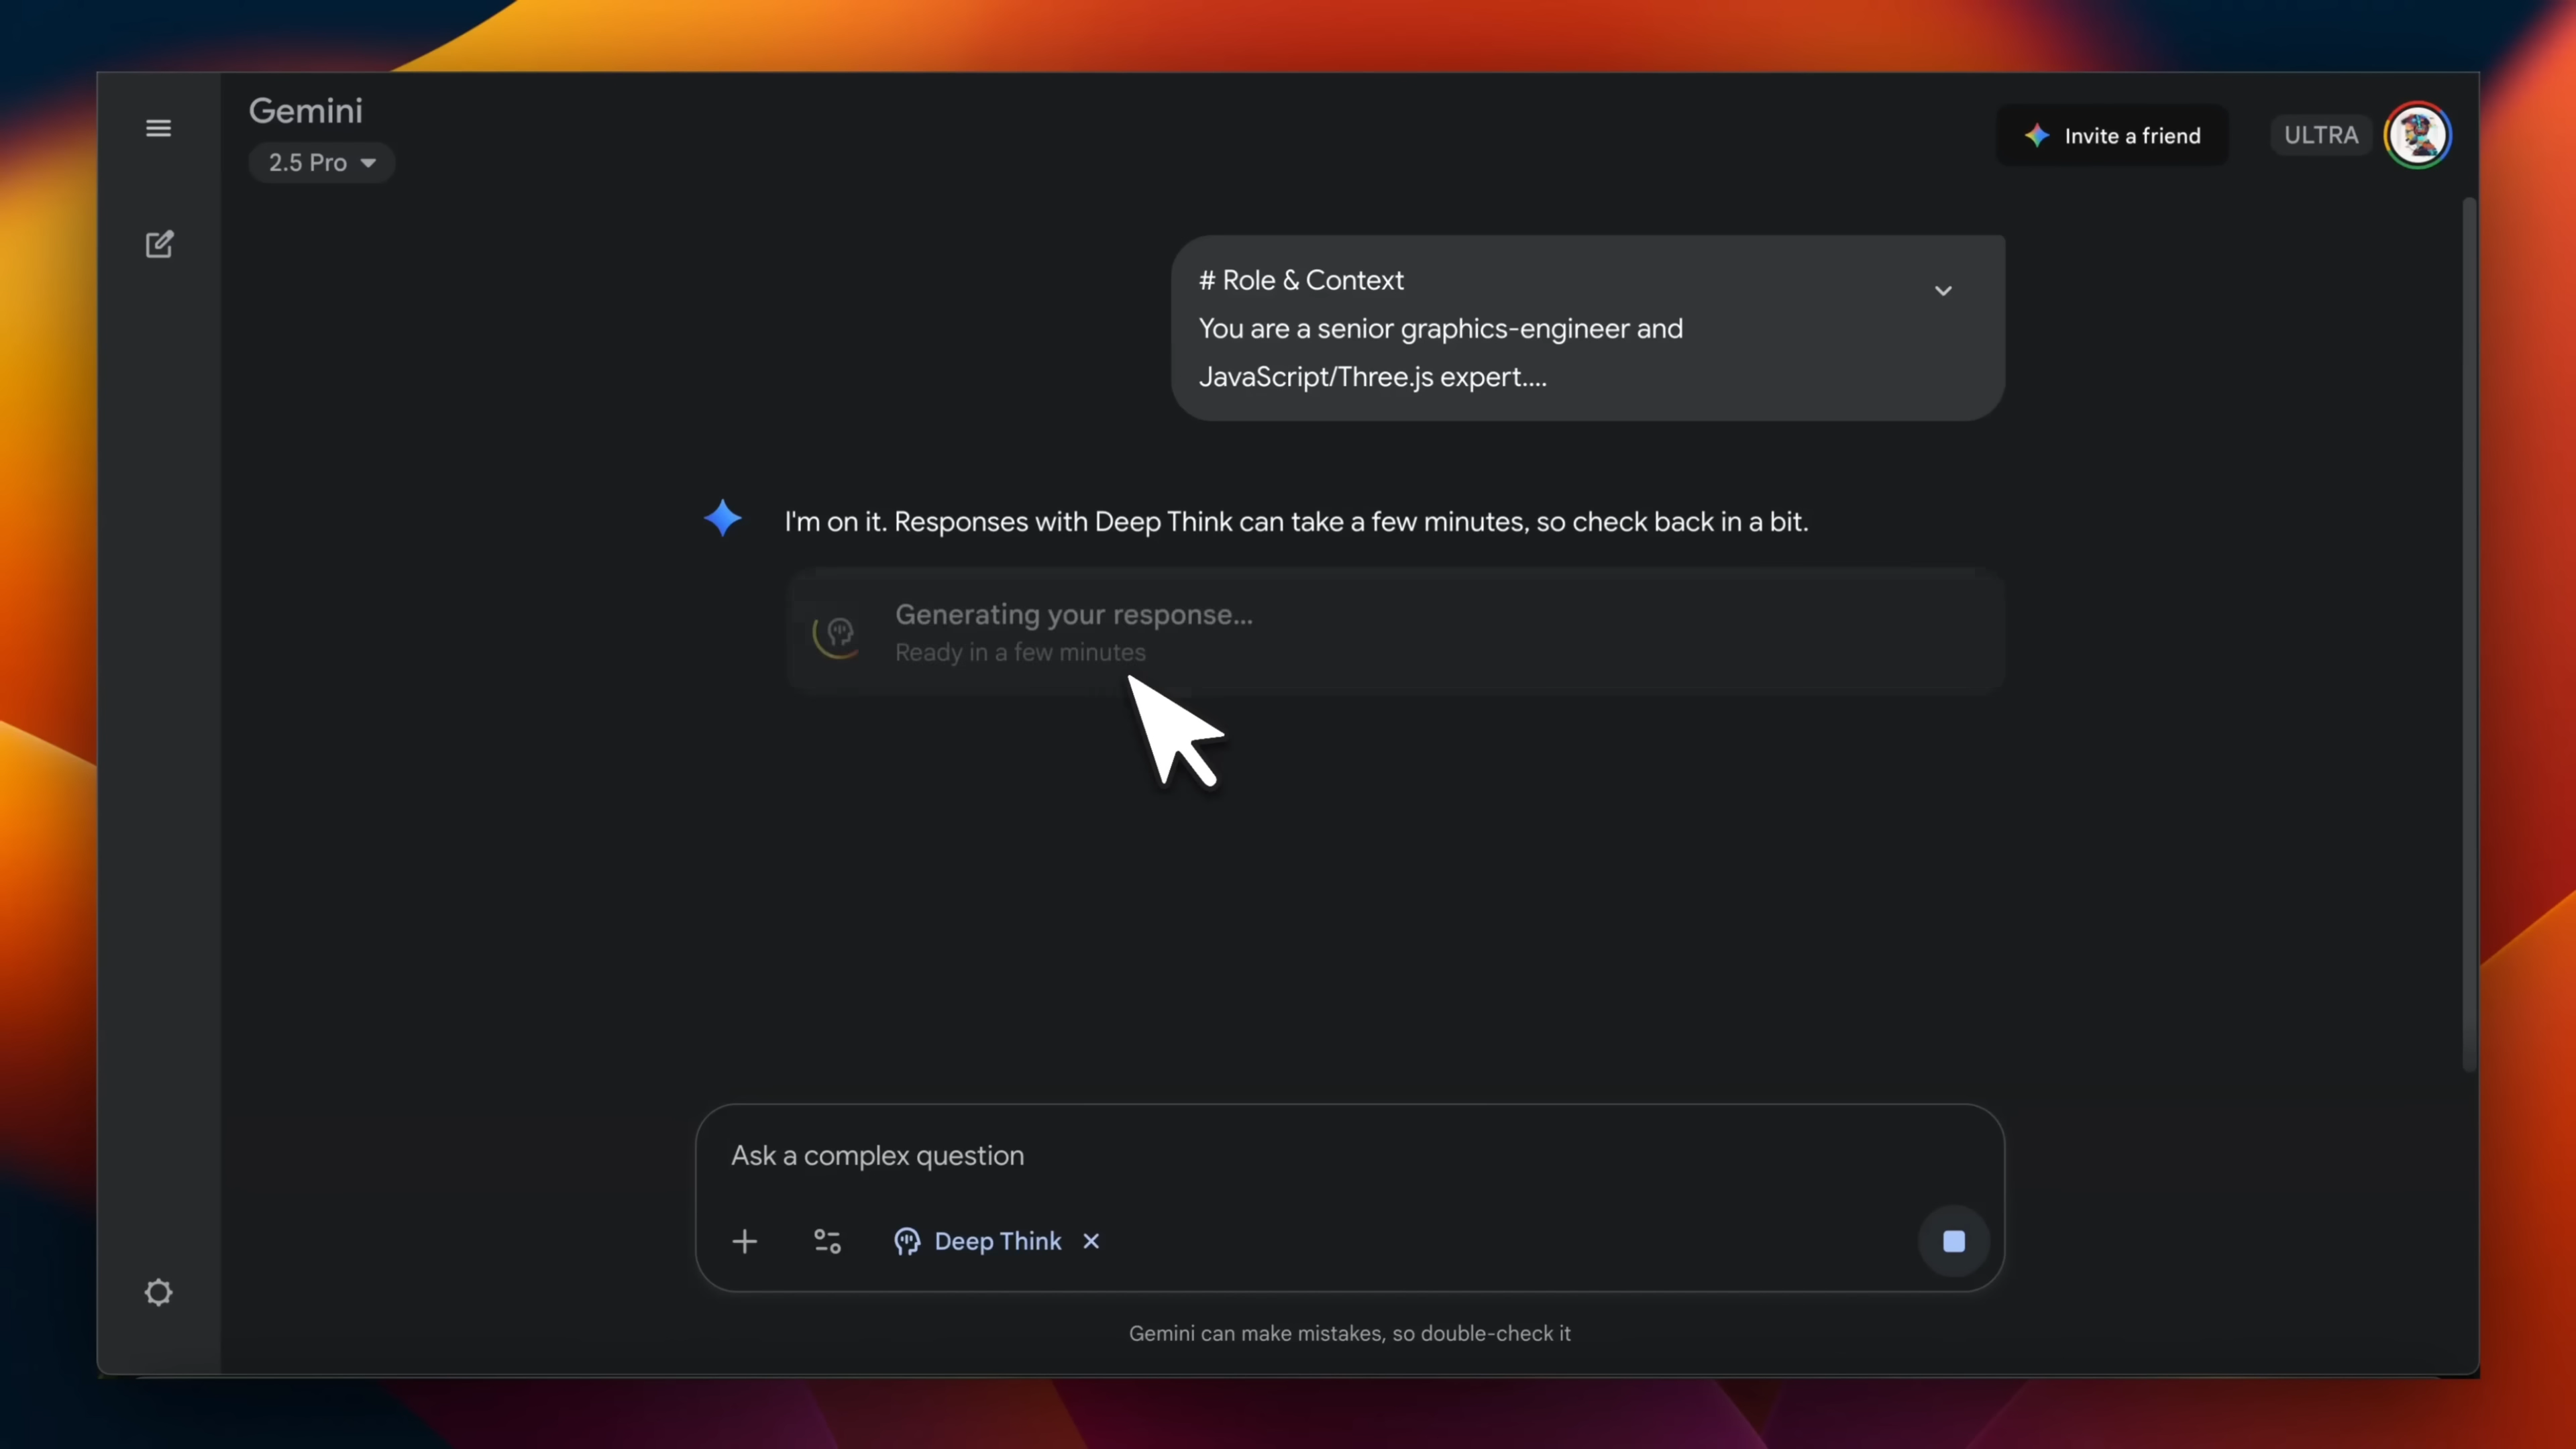 Gemini
2.5 Pro
Invite a friend
ULTRA
# Role & Context
You are a senior graphics-engineer and
JavaScript/Three.js expert....
I'm on it. Responses with Deep Think can take a few minutes, so check back in a bit.
Generating your response...
Ready in a few minutes
Ask a complex question
Deep Think
Gemini can make mistakes, so double-check it